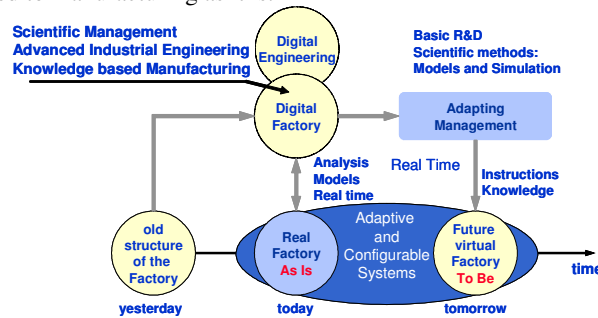 Scientific Management
Advanced Industrial Engineering
Knowledge based Manufacturing
Digital
Engineering
Basic R&D
Scientific methods:
Models and Simulation
Digital
Factory
Adapting
Management
Analysis
Models
Real time
Real Time
Instructions
Knowledge
old
structure
of the
Factory
Real
Factory
As Is
Adaptive
and
Configurable
Systems
Future
virtual
Factory
To Be
time
yesterday
today
tomorrow